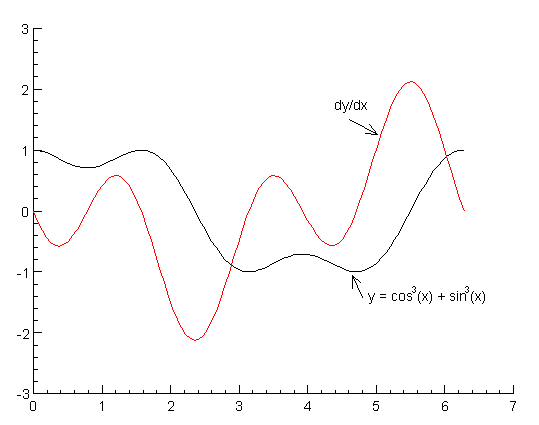 3
2
dy/dx
1
0
-1
y = cos³(x) + sin³(x)
-2
-3
0 1 2 3 4 5 6 7